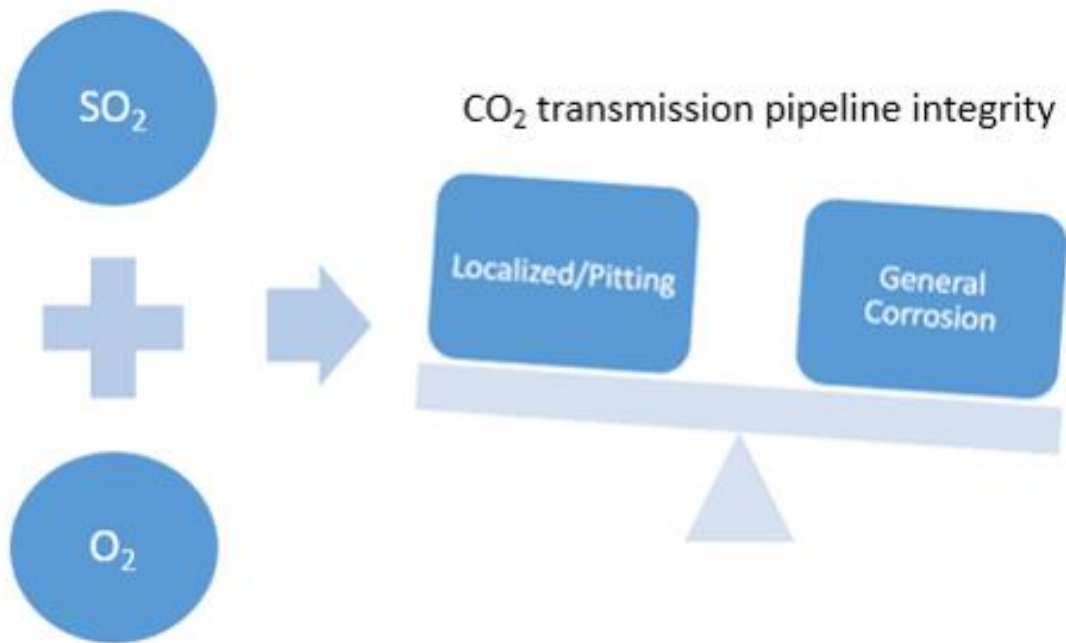 SO₂
CO₂ transmission pipeline integrity
Localized/Pitting
General
Corrosion
O₂